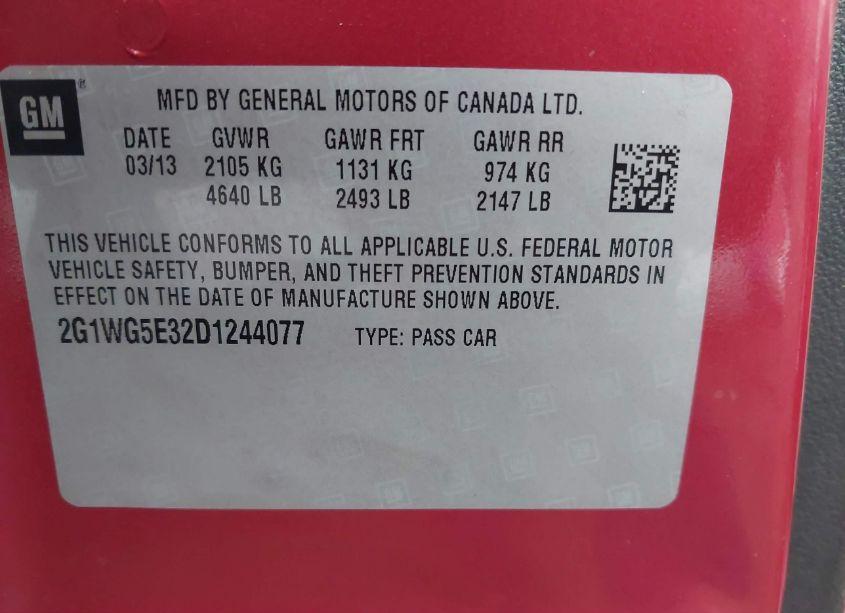 GM
MFD BY GENERAL MOTORS OF CANADA LTD.
DATE GVWR GAWR FRT GAWR RR
03/13 2105 KG 1131 KG 974 KG
4640 LB 2493 LB 2147 LB
THIS VEHICLE CONFORMS TO ALL APPLICABLE U.S. FEDERAL MOTOR
VEHICLE SAFETY, BUMPER, AND THEFT PREVENTION STANDARDS IN
EFFECT ON THE DATE OF MANUFACTURE SHOWN ABOVE.
2G1WG5E32D1244077 TYPE: PASS CAR